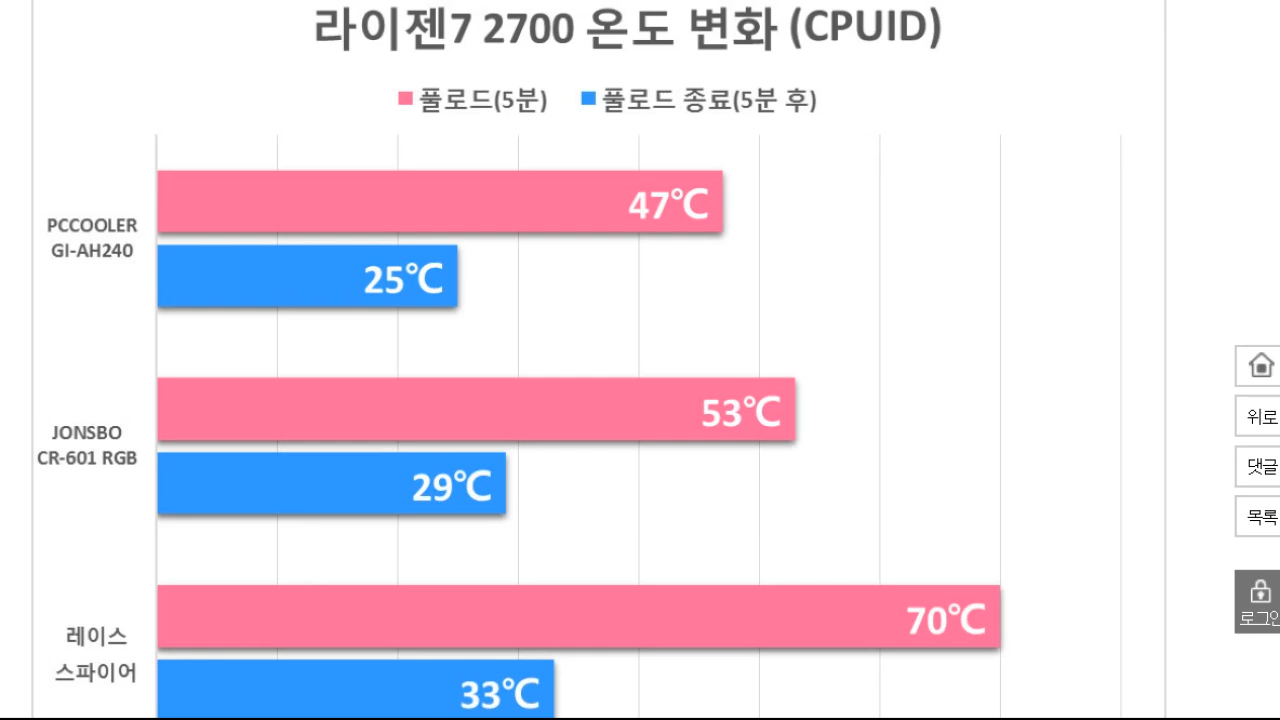 라이젠7 2700 온도 변화 (CPUID)
풀로드(5분) 풀로드 종료(5분 후)
PCCOOLER
GI-AH240
47℃
25℃
JONSBO
CR-601 RGB
53℃
29℃
레이스
스파이어
70℃
33℃
위로
댓글
목록